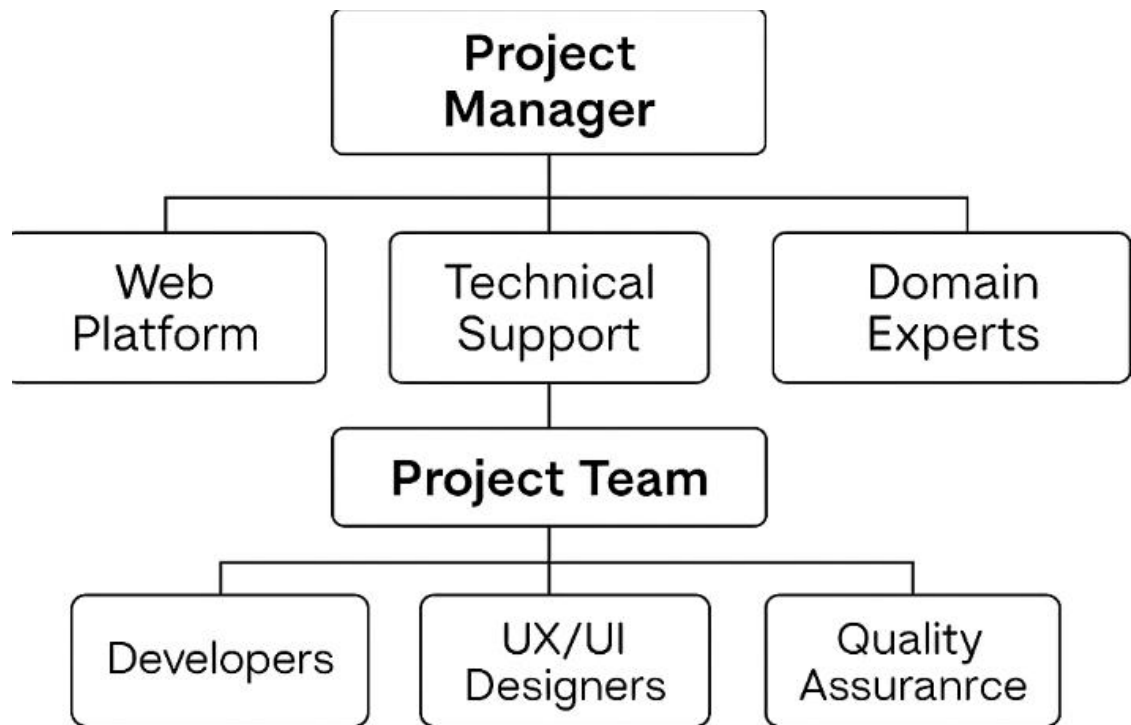 Project
Manager
Web
Platform
Technical
Support
Domain
Experts
Project Team
Developers
UX/UI
Designers
Quality
Assuranrce